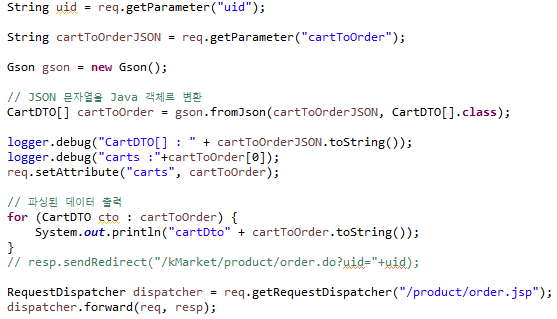 String uid = req.getParameter("uid");
String cartToOrderJSON = req.getParameter("cartToOrder");
Gson gson = new Gson();
// JSON 문자열을 Java 객체로 변환
CartDTO[] cartToOrder = gson.fromJson(cartToOrderJSON, CartDTO[].class);
logger.debug("CartDTO[] : " + cartToOrderJSON.toString());
logger.debug("carts :"+cartToOrder[0]);
req.setAttribute("carts", cartToOrder);
// 파싱된 데이터 출력
for (CartDTO cto : cartToOrder) {
System.out.println("cartDto" + cartToOrder.toString());
}
// resp.sendRedirect("/kMarket/product/order.do?uid="+uid);
RequestDispatcher dispatcher = req.getRequestDispatcher("/product/order.jsp");
dispatcher.forward(req, resp);